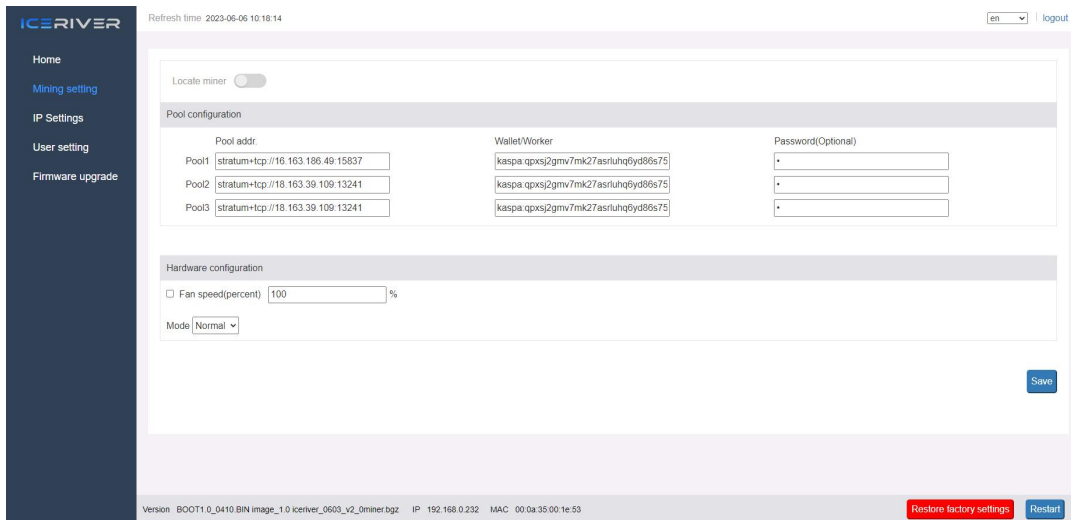 ICERIVER
Refresh time 2023-06-06 10:18:14
en
logout
Home
Mining setting
IP Settings
User setting
Firmware upgrade
Locate miner
Pool configuration
Pool addr. Wallet/Worker Password(Optional)
Pool1 stratum+tcp://16.163.186.49:15837 kaspa:qpxsj2gmv7mk27asrluhq6yd86s75 •
Pool2 stratum+tcp://18.163.39.109:13241 kaspa:qpxsj2gmv7mk27asrluhq6yd86s75 •
Pool3 stratum+tcp://18.163.39.109:13241 kaspa:qpxsj2gmv7mk27asrluhq6yd86s75 •
Hardware configuration
Fan speed(percent) 100 %
Mode Normal
Save
Version BOOT1.0_0410.BIN image_1.0 iceriver_0603_v2_0miner.bgz IP 192.168.0.232 MAC 00:0a:35:00:1e:53
Restore factory settings
Restart